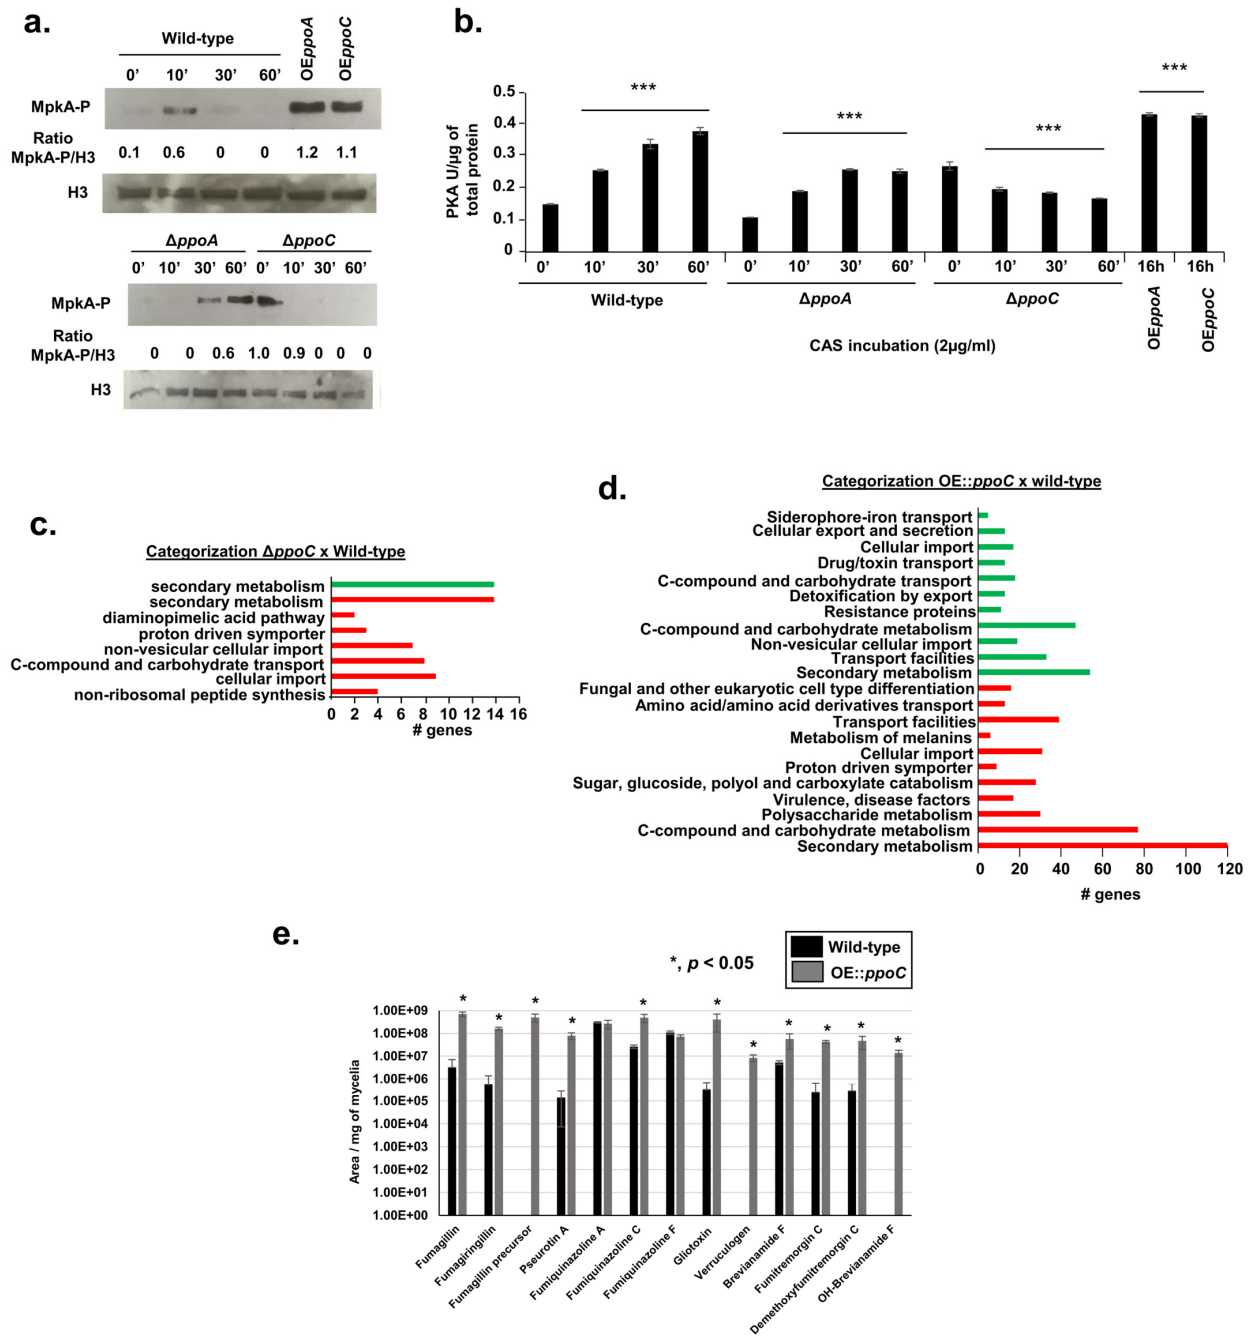 a.
Wild-type
OEppoA
OEppoC
0’ 10’ 30’ 60’
MpkA-P
Ratio
MpkA-P/H3
0.1 0.6 0 0 1.2 1.1
H3
ΔppoA ΔppoC
0’ 10’ 30’ 60’ 0’ 10’ 30’ 60’
MpkA-P
Ratio
MpkA-P/H3
0 0 0.6 1.0 0.9 0 0 0
H3
b.
PKA U/µg of
total protein
0.5
0.4
0.3
0.2
0.1
0
*** *** *** ***
0’ 10’ 30’ 60’ 0’ 10’ 30’ 60’ 0’ 10’ 30’ 60’ 16h 16h
Wild-type ΔppoA ΔppoC
OEppoA
OEppoC
CAS incubation (2µg/ml)
c.
Categorization ΔppoC x Wild-type
secondary metabolism
secondary metabolism
diaminopimelic acid pathway
proton driven symporter
non-vesicular cellular import
C-compound and carbohydrate transport
cellular import
non-ribosomal peptide synthesis
0 2 4 6 8 10 12 14 16
# genes
d.
Categorization OE::ppoC x wild-type
Siderophore-iron transport
Cellular export and secretion
Cellular import
Drug/toxin transport
C-compound and carbohydrate transport
Detoxification by export
Resistance proteins
C-compound and carbohydrate metabolism
Non-vesicular cellular import
Transport facilities
Secondary metabolism
Fungal and other eukaryotic cell type differentiation
Amino acid/amino acid derivatives transport
Transport facilities
Metabolism of melanins
Cellular import
Proton driven symporter
Sugar, glucoside, polyol and carboxylate catabolism
Virulence, disease factors
Polysaccharide metabolism
C-compound and carbohydrate metabolism
Secondary metabolism
0 20 40 60 80 100 120
# genes
e.
Wild-type
OE::ppoC
*, p < 0.05
Area / mg of mycelia
1.00E+09
1.00E+08
1.00E+07
1.00E+06
1.00E+05
1.00E+04
1.00E+03
1.00E+02
1.00E+01
1.00E+00
* * * * * * * * * * *
Fumagillin
Fumagiringillin
Fumagillin precursor
Pseurotin A
Fumiquinazoline A
Fumiquinazoline C
Fumiquinazoline F
Gliotoxin
Verruculogen
Brevianamide F
Fumitremorgin C
Demethoxyfumitremorgin C
OH-Brevianamide F